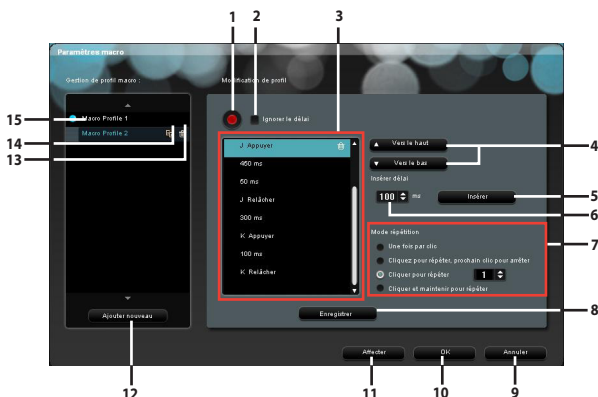 1 2 3
Paramètres macro
Gestion de profil macro :
Modification de profil
Ignorer le délai
15
Macro Profile 1
14
Macro Profile 2
13
J Appuyer
450 ms
50 ms
J Relâcher
300 ms
K Appuyer
100 ms
K Relâcher
Vers le haut
4
Vers le bas
Insérer délai
100 ms
Insérer
5
6
Mode répétition
7
Une fois par clic
Cliquez pour répéter, prochain clic pour arrêter
Cliquer pour répéter 1
Cliquer et maintenir pour répéter
Ajouter nouveau
Enregistrer
8
Affecter
OK
Annuler
12 11 10 9